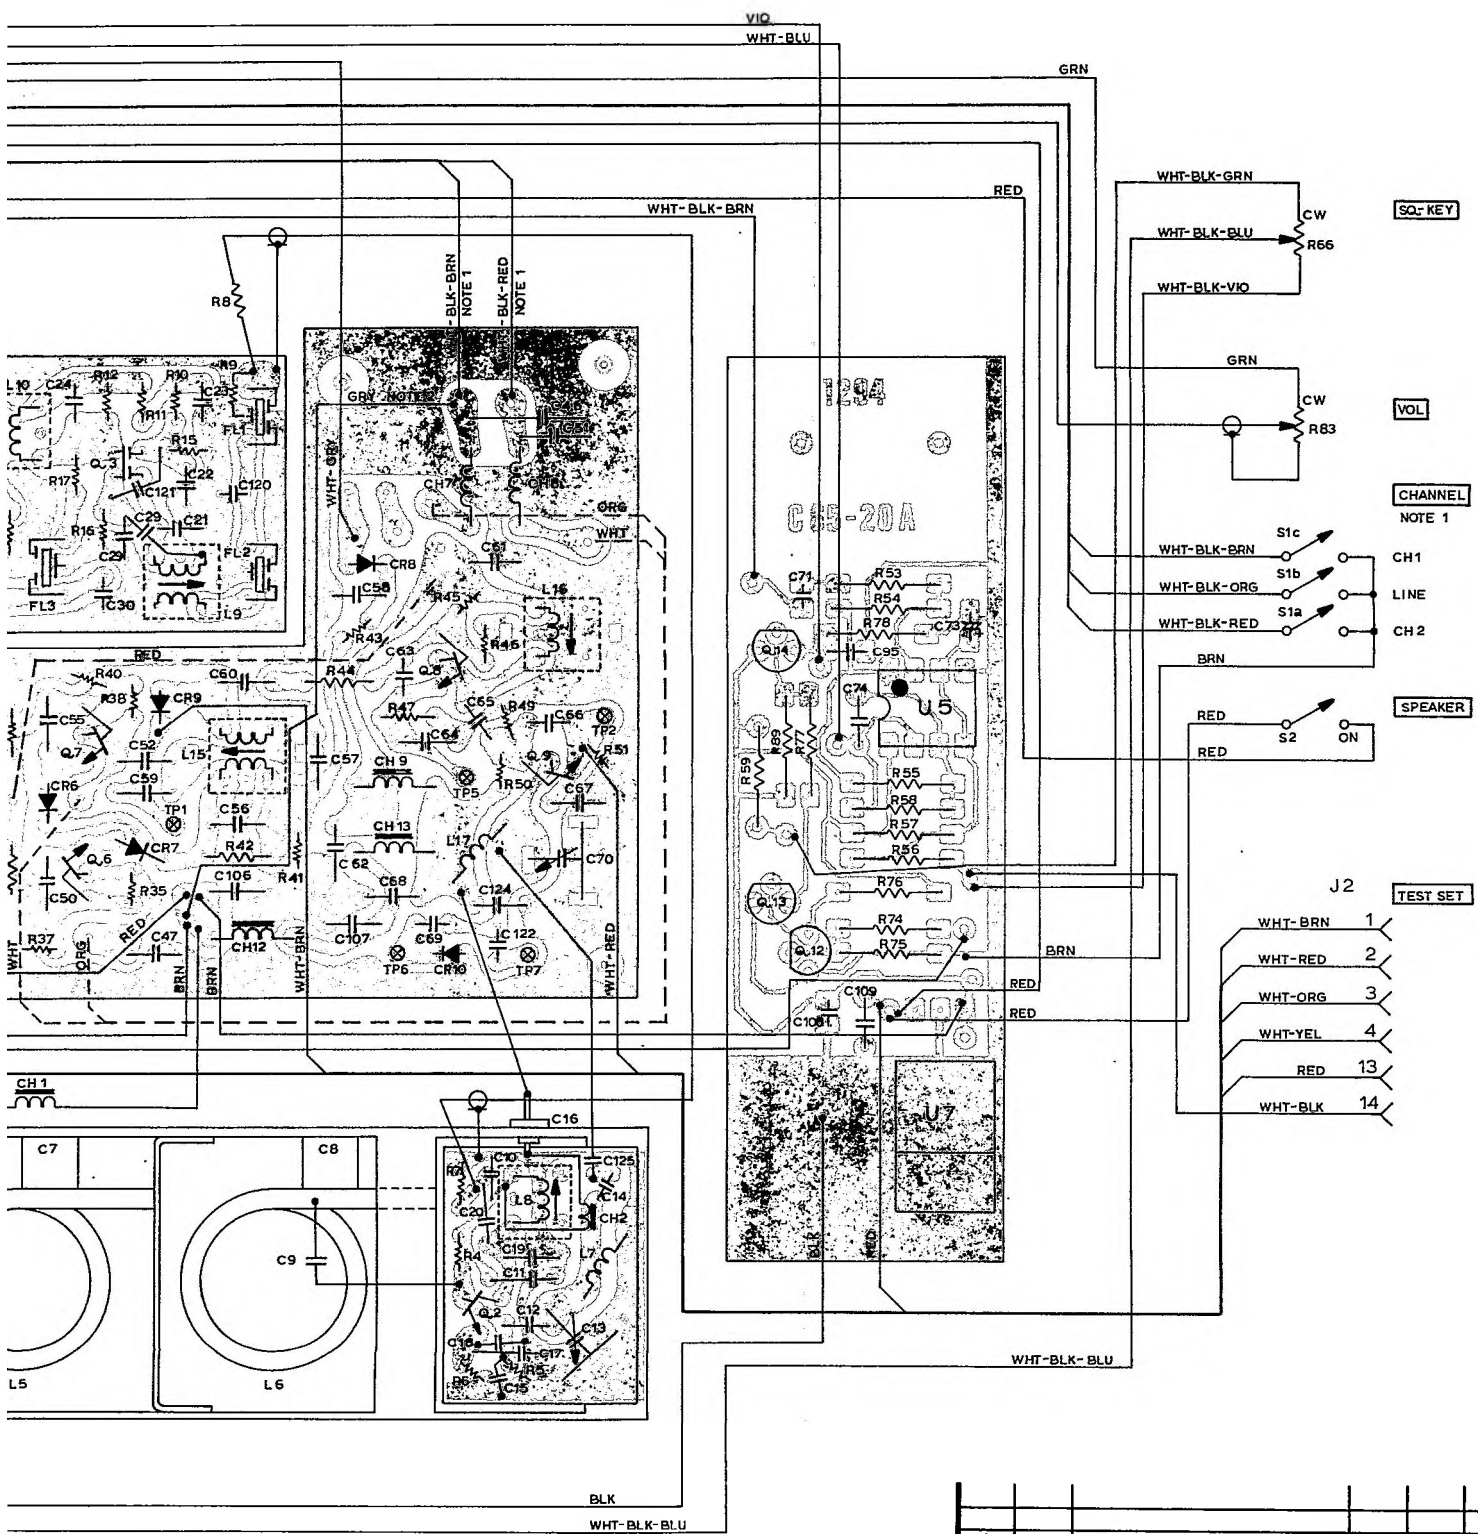 VIO
WHT-BLU
GRN
WHT-BLK-GRN
RED
WHT-BLK-BRN
CW
SQ-KEY
WHT-BLK-BLU
R66
WHT-BLK-VIO
R8
-BLK-BRN
NOTE 1
-BLK-RED
NOTE 1
GRN
CW
VOL
R83
L10
C24
R12
R10
R9
C23
R11
FL1
GRY NOTE 2
1294
R15
Q3
R17
C22
C121
C120
WHT-GRY
CH7
ORG
WHT
C65-20A
CHANNEL
NOTE 1
R16
C29
C21
C29
FL2
FL3
C30
L9
S1c
WHT-BLK-BRN
CH1
S1b
WHT-BLK-ORG
LINE
S1a
WHT-BLK-RED
CH2
BRN
CR8
C61
C58
R45
L16
R43
R46
C71
R53
R54
R78
C73
Q14
C95
RED
R40
R38
C60
R44
C63
Q8
CR9
C55
Q7
C52
L15
C59
CR6
TP1
C57
R47
C64
C65
R49
C66
TP2
R51
CH9
TP5
R50
Q9
C67
C74
U5
R59
R89
R77
R55
R58
R57
R56
RED
S2
ON
SPEAKER
RED
C56
R42
CR7
Q6
C50
R35
C106
R41
C62
CH13
L17
C70
C68
C124
R37
WHT
ORG
RED
C47
CH12
BRN
BRN
WHT-BRN
C107
C69
C122
TP6
CR10
TP7
WHT-RED
R76
Q13
R74
R75
Q12
BRN
C109
C108
RED
RED
J2
TEST SET
WHT-BRN 1
WHT-RED 2
WHT-ORG 3
WHT-YEL 4
RED 13
WHT-BLK 14
CH1
C16
U7
C7
C8
R7
C10
C125
L8
C14
C20
CH2
C9
R4
C19
L7
C11
Q2
C12
C13
C18
C17
R6
R5
C15
BLK
RED
L5
L6
WHT-BLK-BLU
BLK
WHT-BLK-BLU